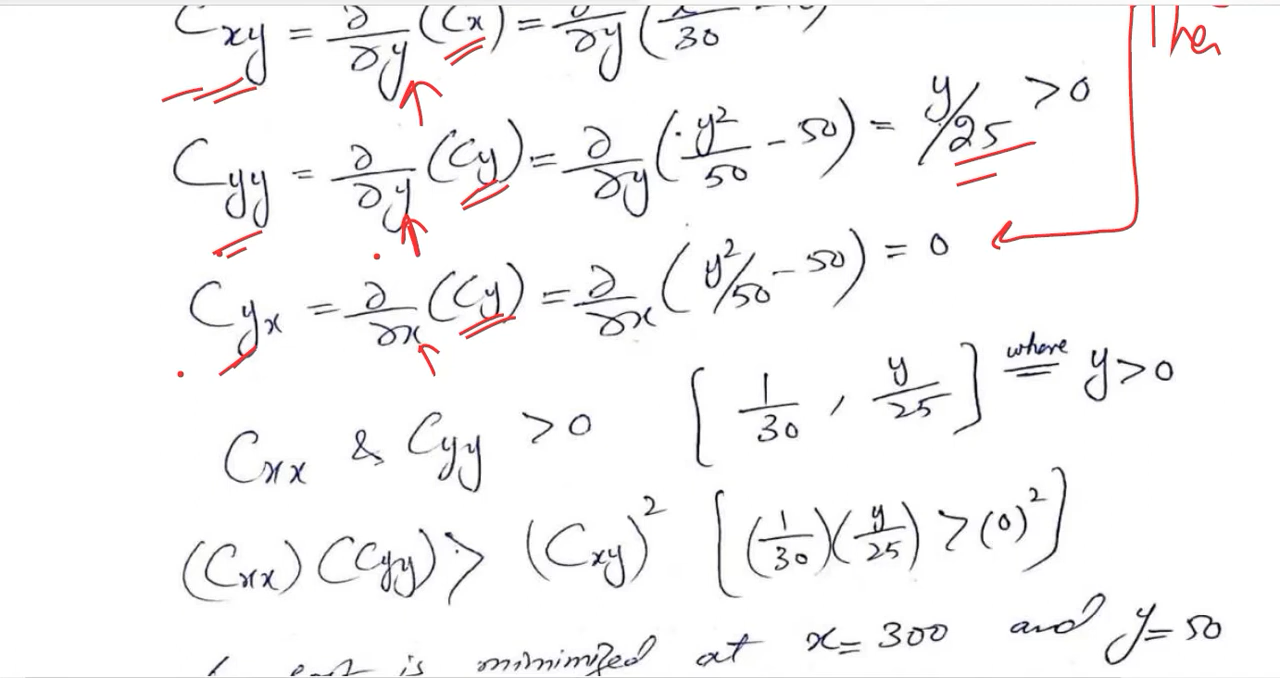 Cxy = ∂/∂y (Cx) = ∂/∂y ( /30
Then
Cyy = ∂/∂y (Cy) = ∂/∂y (y²/50 - 50) = y/25 > 0
Cyx = ∂/∂x (Cy) = ∂/∂x (y²/50 - 50) = 0
Cxx & Cyy > 0 [1/30 , y/25] where y > 0
(Cxx) (Cyy) > (Cxy)² [(1/30)(y/25) > (0)²]
is minimized at x = 300 and y = 50